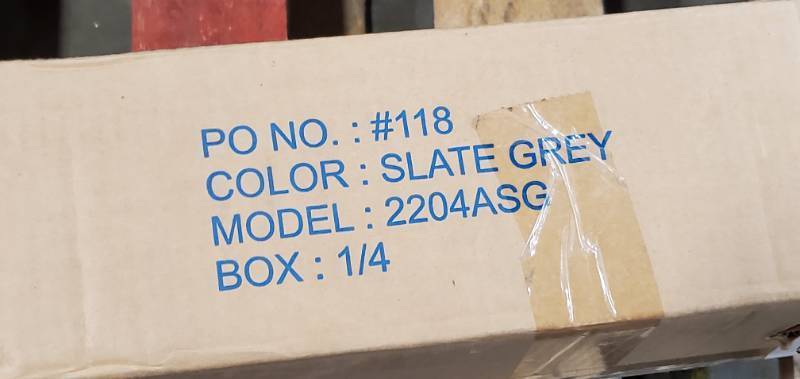 PO NO. : #118
COLOR : SLATE GREY
MODEL : 2204ASG
BOX : 1/4